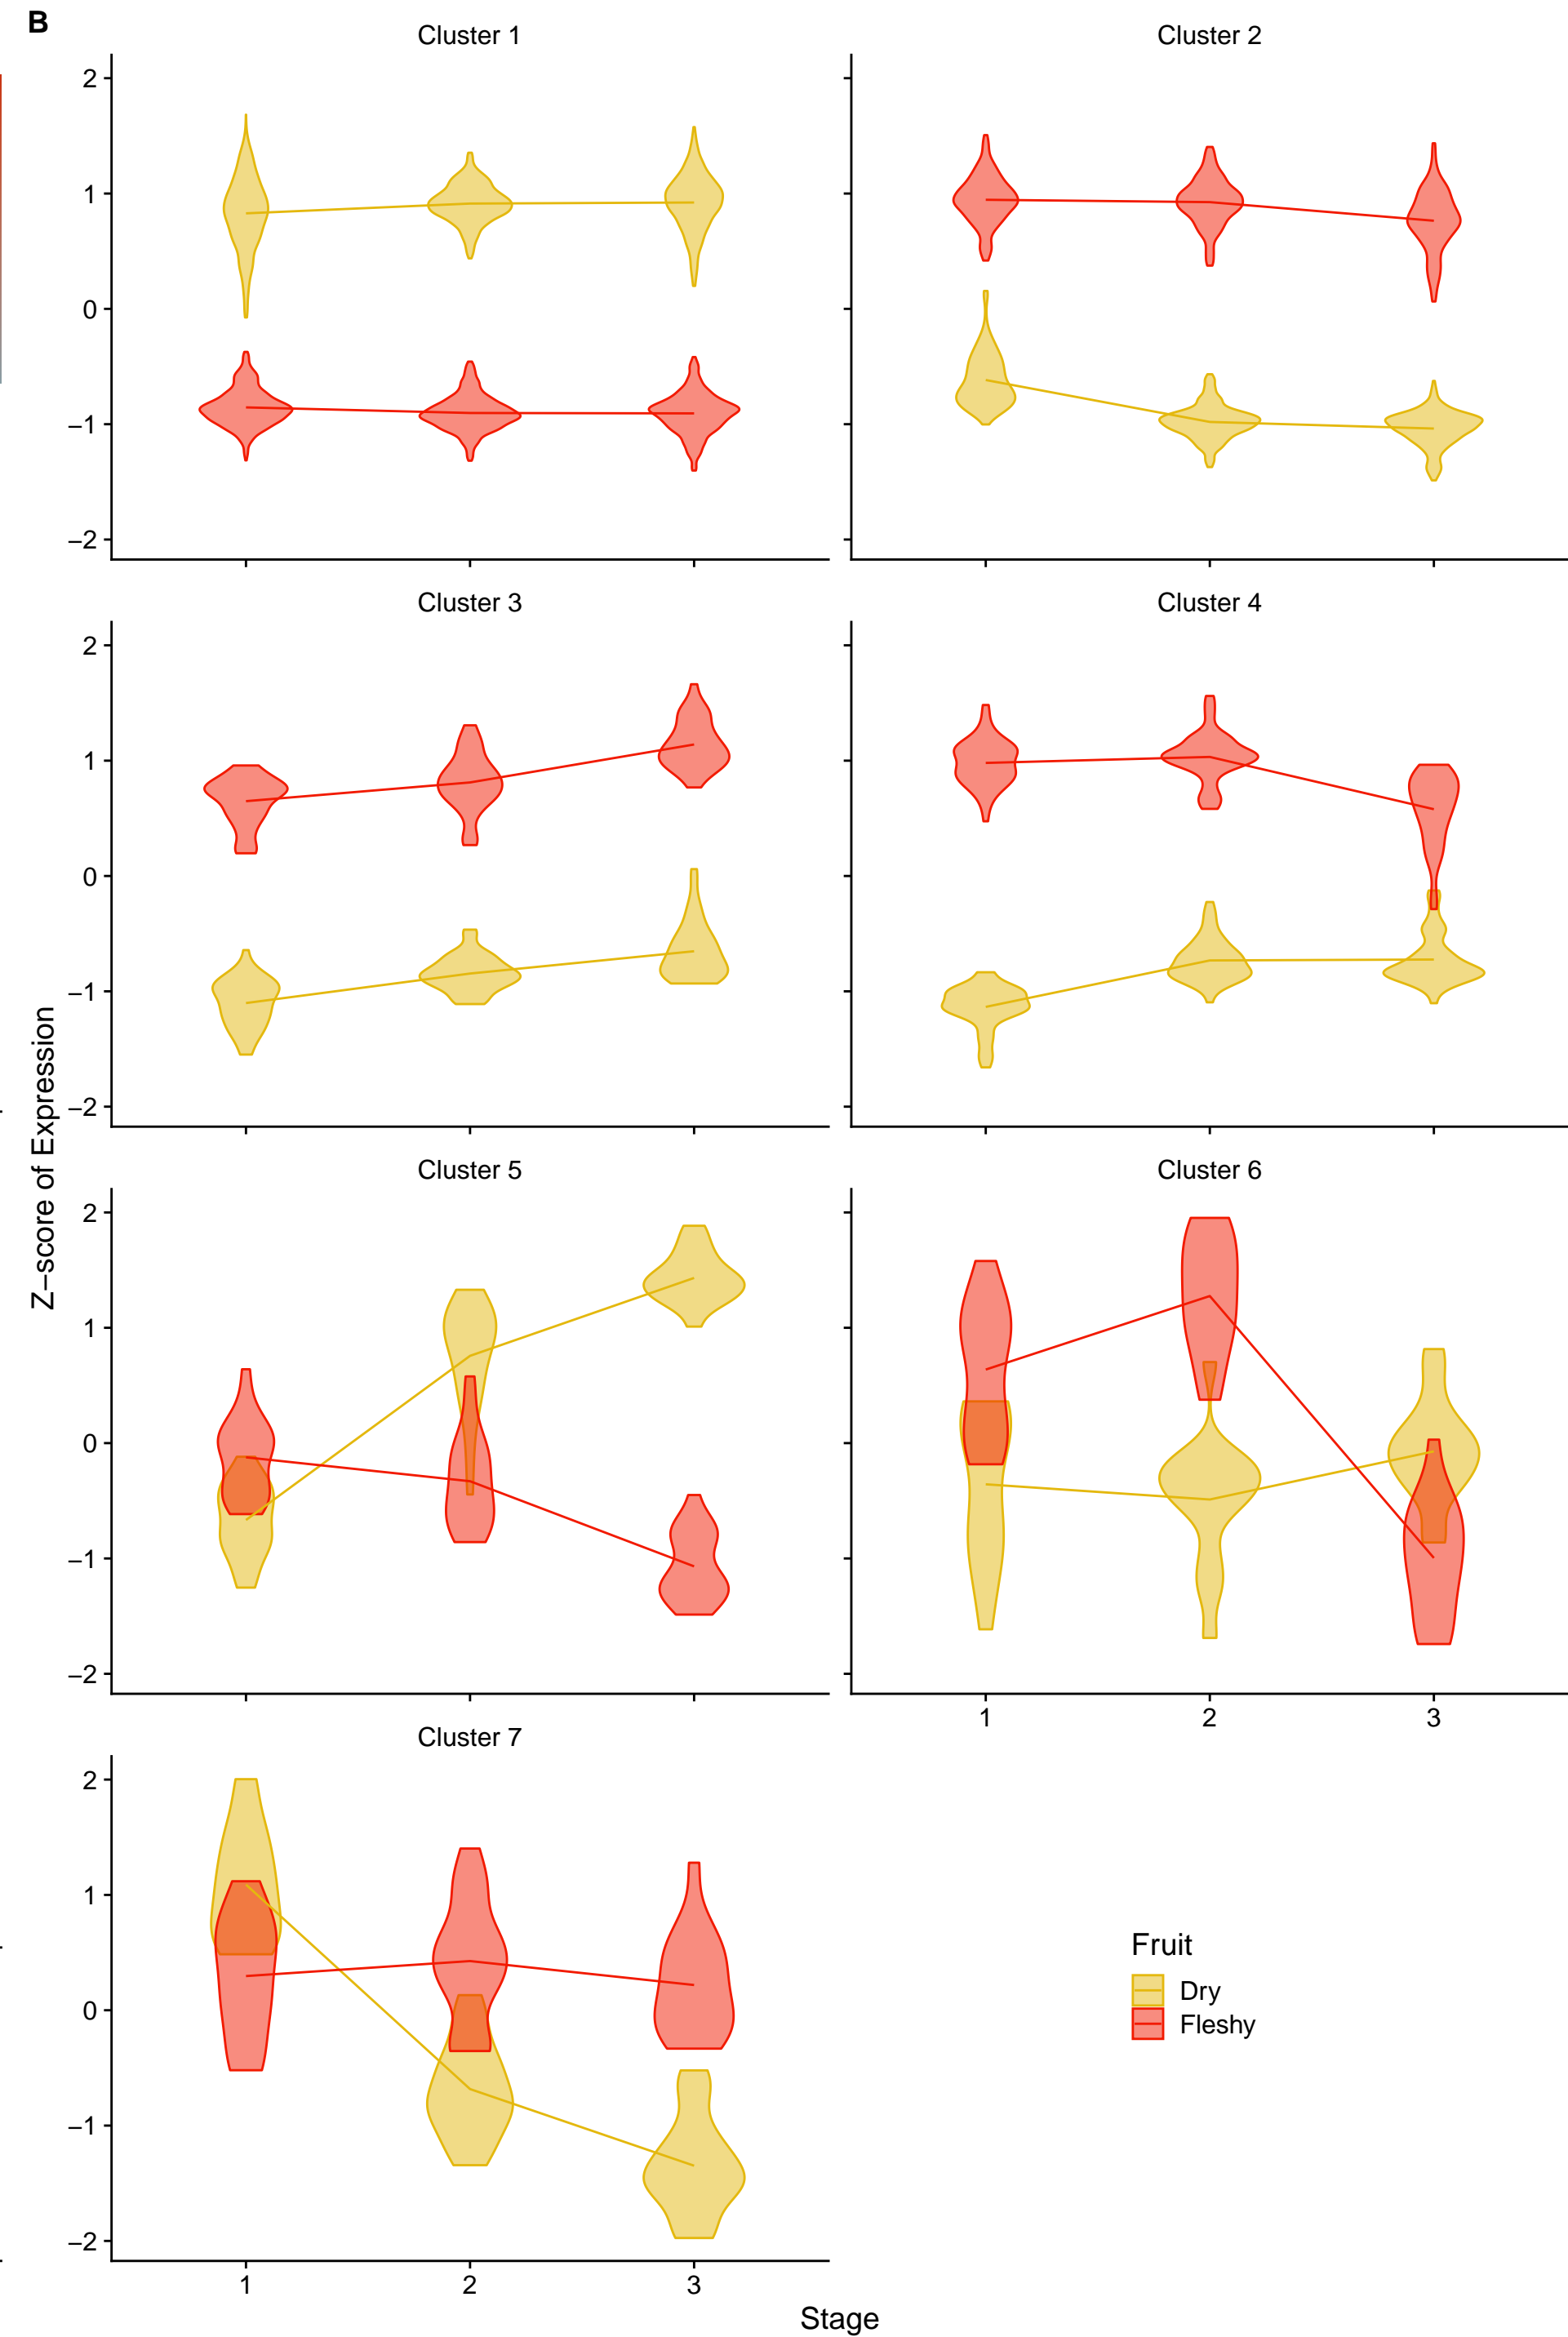 B
Cluster 1
Cluster 2
2
1
0
−1
−2
Cluster 3
Cluster 4
2
1
0
−1
−2
Z−score of Expression
Cluster 5
Cluster 6
2
1
0
−1
−2
1 2 3
Cluster 7
2
1
0
−1
−2
1 2 3
Stage
Fruit
Dry
Fleshy